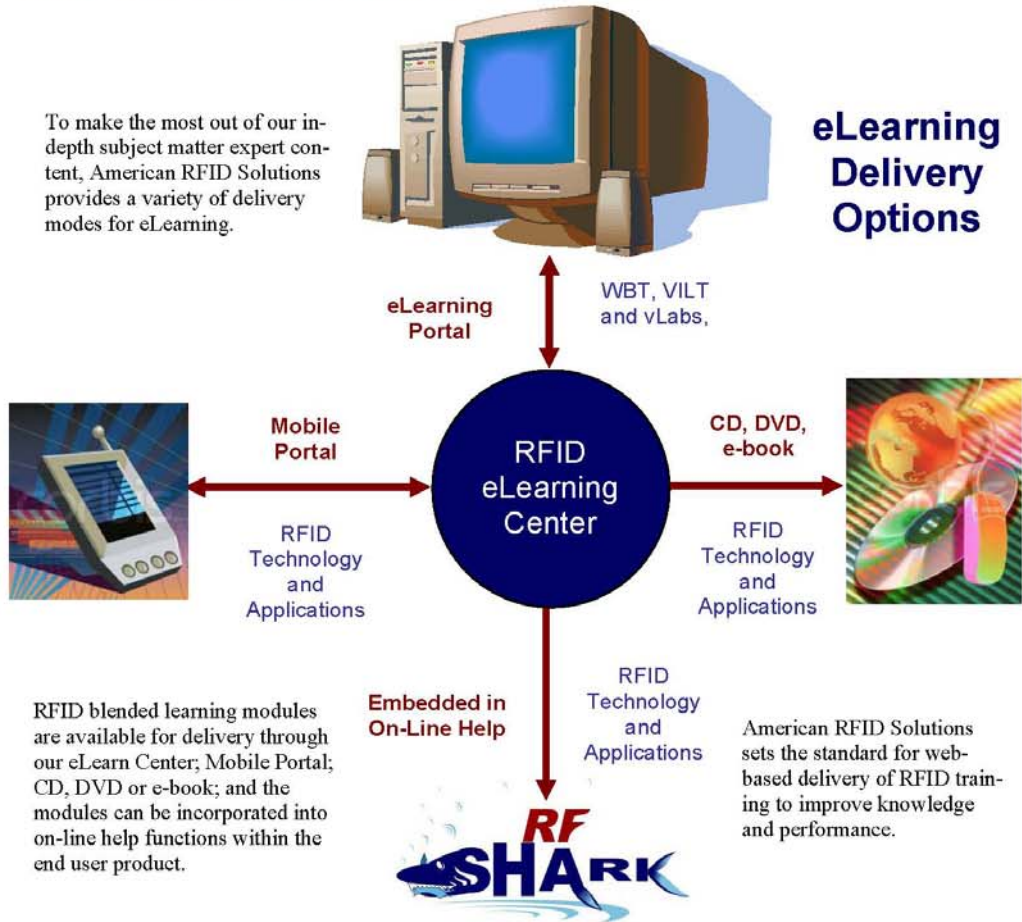 To make the most out of our in-
depth subject matter expert con-
tent, American RFID Solutions
provides a variety of delivery
modes for eLearning.
eLearning
Delivery
Options
eLearning
Portal
WBT, VILT
and vLabs,
Mobile
Portal
RFID
Technology
and
Applications
RFID
eLearning
Center
CD, DVD,
e-book
RFID
Technology
and
Applications
Embedded in
On-Line Help
RFID
Technology
and
Applications
RFID blended learning modules
are available for delivery through
our eLearn Center; Mobile Portal;
CD, DVD or e-book; and the
modules can be incorporated into
on-line help functions within the
end user product.
American RFID Solutions
sets the standard for web-
based delivery of RFID train-
ing to improve knowledge
and performance.
RF
SHARK